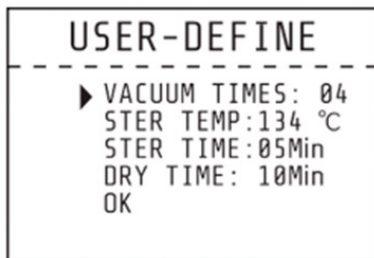 USER-DEFINE
VACUUM TIMES: 04
STER TEMP:134 ℃
STER TIME:05Min
DRY TIME: 10Min
OK